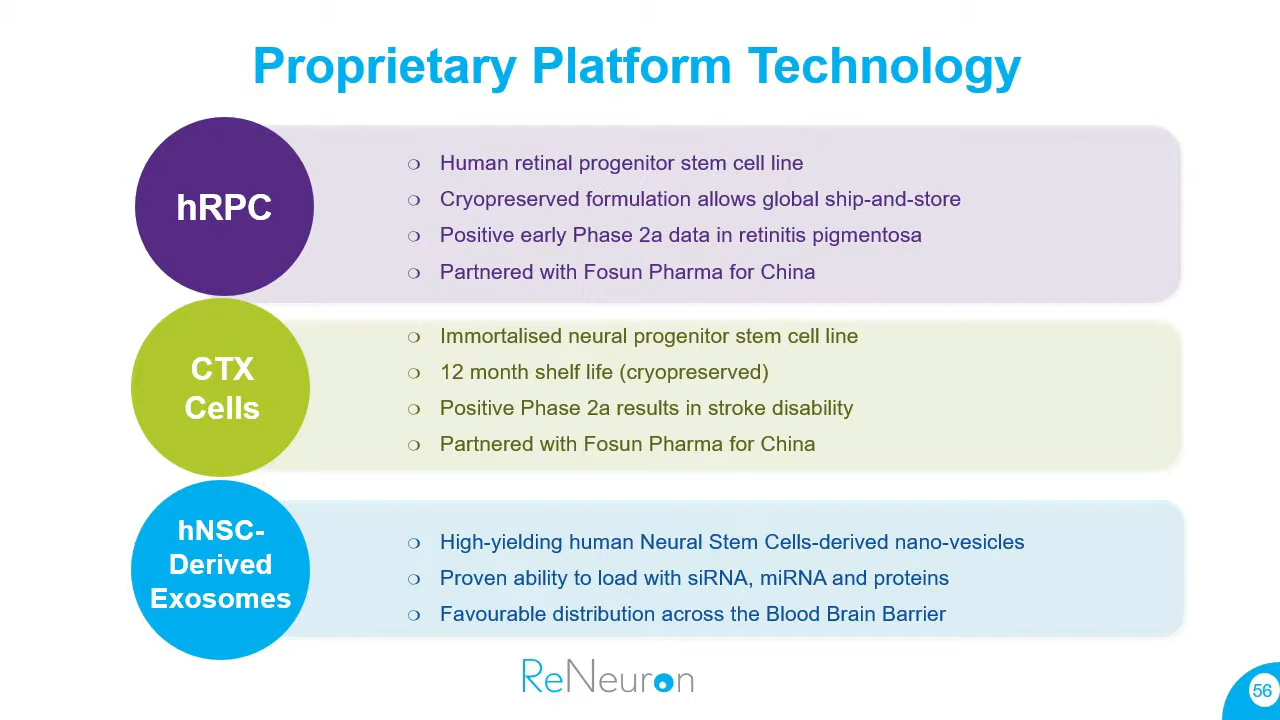 Proprietary Platform Technology
hRPC
❍ Human retinal progenitor stem cell line
❍ Cryopreserved formulation allows global ship-and-store
❍ Positive early Phase 2a data in retinitis pigmentosa
❍ Partnered with Fosun Pharma for China
CTX
Cells
❍ Immortalised neural progenitor stem cell line
❍ 12 month shelf life (cryopreserved)
❍ Positive Phase 2a results in stroke disability
❍ Partnered with Fosun Pharma for China
hNSC-
Derived
Exosomes
❍ High-yielding human Neural Stem Cells-derived nano-vesicles
❍ Proven ability to load with siRNA, miRNA and proteins
❍ Favourable distribution across the Blood Brain Barrier
ReNeuron
56